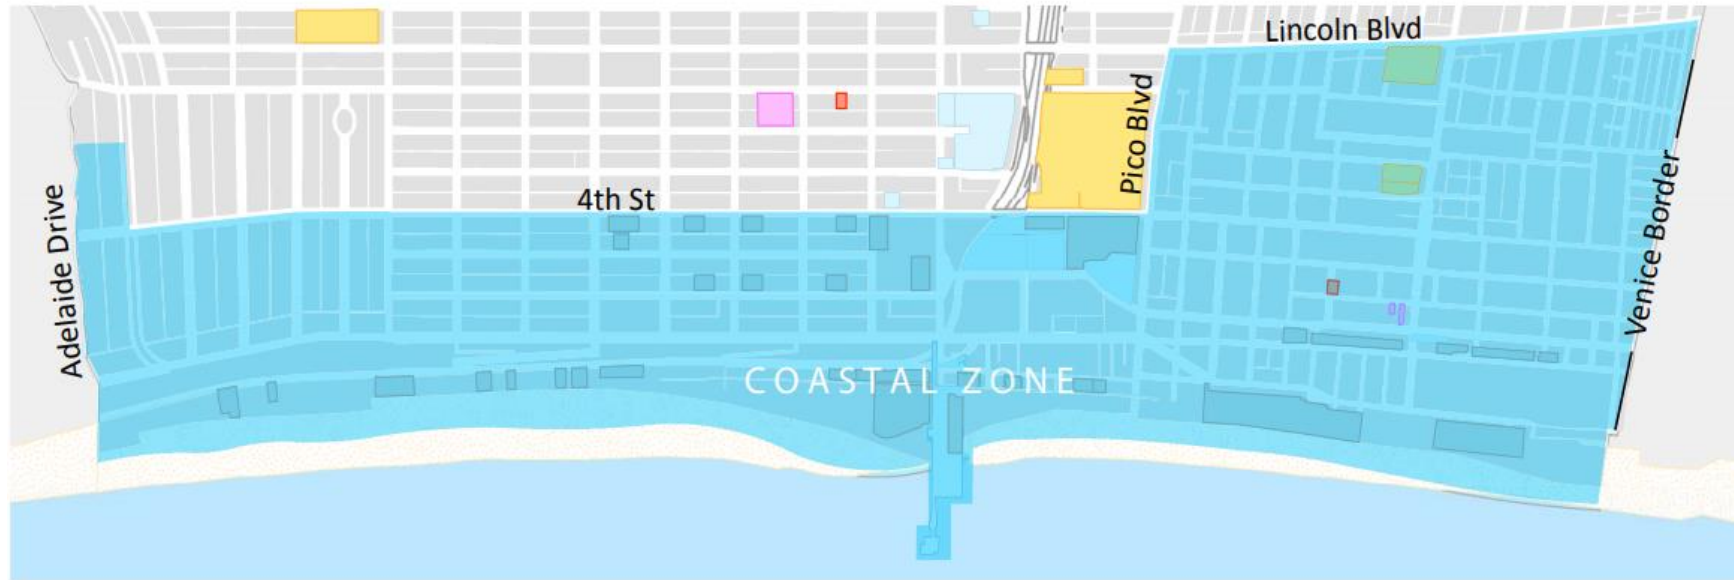 Lincoln Blvd
Pico Blvd
4th St
Adelaide Drive
Venice Border
COASTAL ZONE